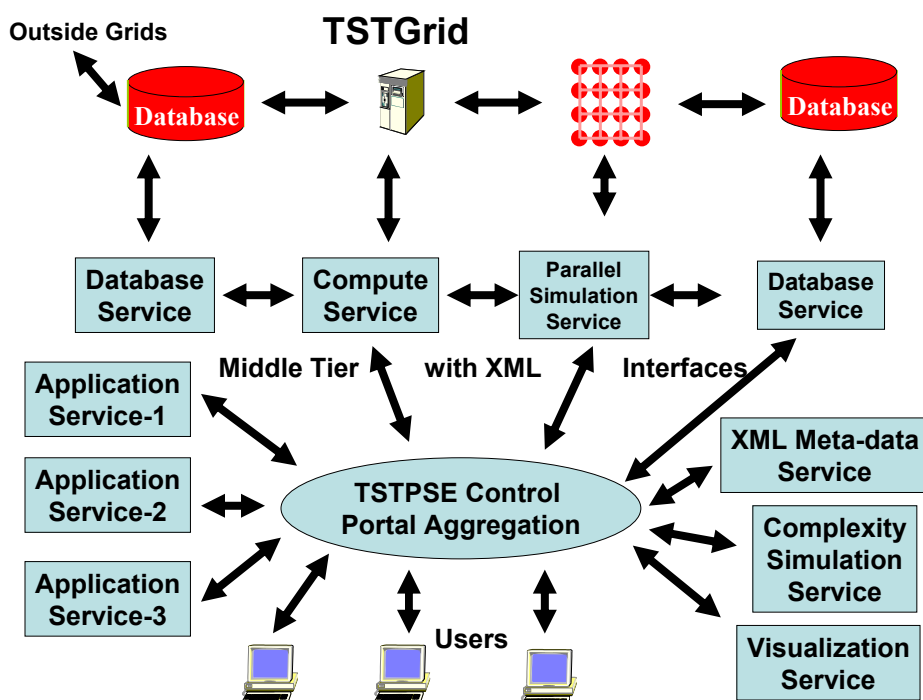 Outside Grids
TSTGrid
Database
Database
Database
Service
Compute
Service
Parallel
Simulation
Service
Database
Service
Middle Tier
with XML
Interfaces
Application
Service-1
Application
Service-2
Application
Service-3
TSTPSE Control
Portal Aggregation
XML Meta-data
Service
Complexity
Simulation
Service
Visualization
Service
Users